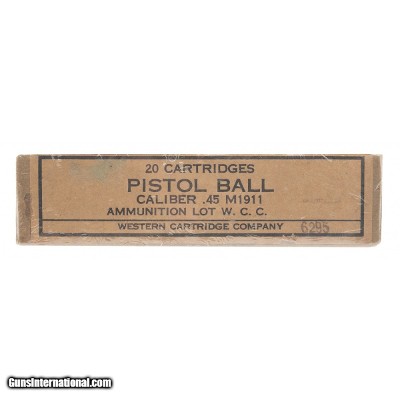 20 CARTRIDGES
PISTOL BALL
CALIBER .45 M1911
AMMUNITION LOT W. C. C.
WESTERN CARTRIDGE COMPANY 6295
GunsInternational.com